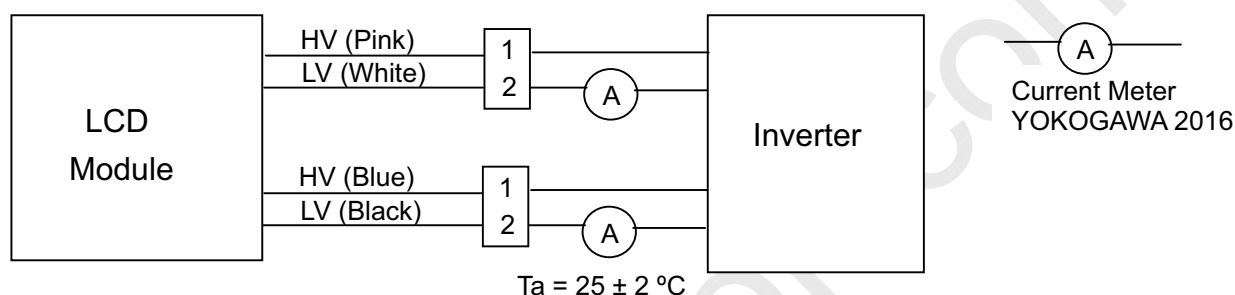 HV (Pink)
LV (White)
1
2
A
LCD
Module
Inverter
A
Current Meter
YOKOGAWA 2016
HV (Blue)
LV (Black)
1
2
A
Ta = 25 ± 2 ºC